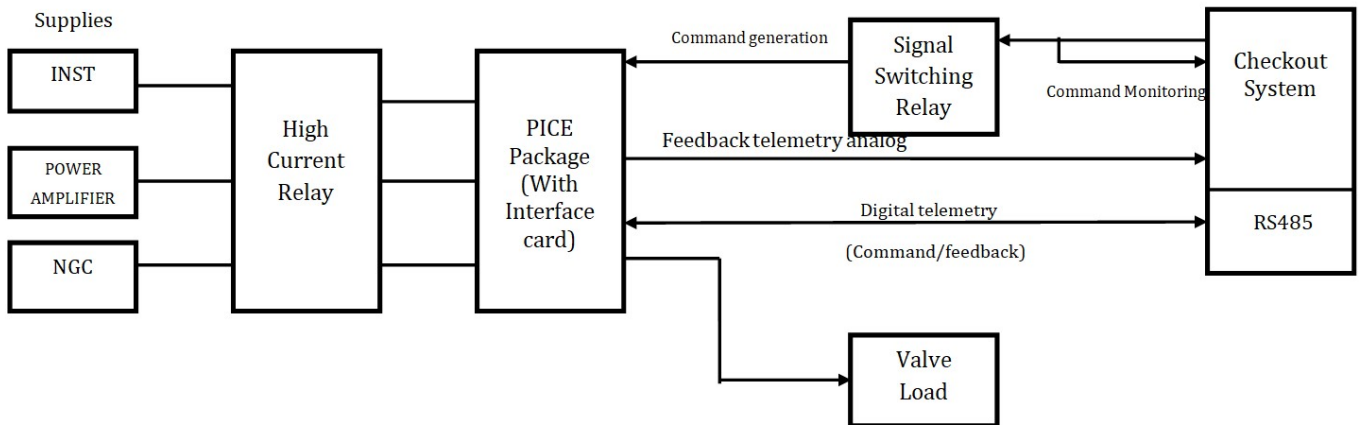 Supplies
INST
POWER
AMPLIFIER
NGC
High
Current
Relay
PICE
Package
(With
Interface
card)
Command generation
Signal
Switching
Relay
Command Monitoring
Checkout
System
Feedback telemetry analog
Digital telemetry
(Command/feedback)
RS485
Valve
Load